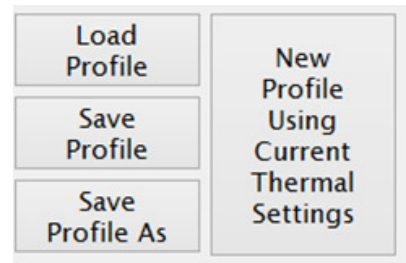 Load
Profile
Save
Profile
Save
Profile As
New
Profile
Using
Current
Thermal
Settings